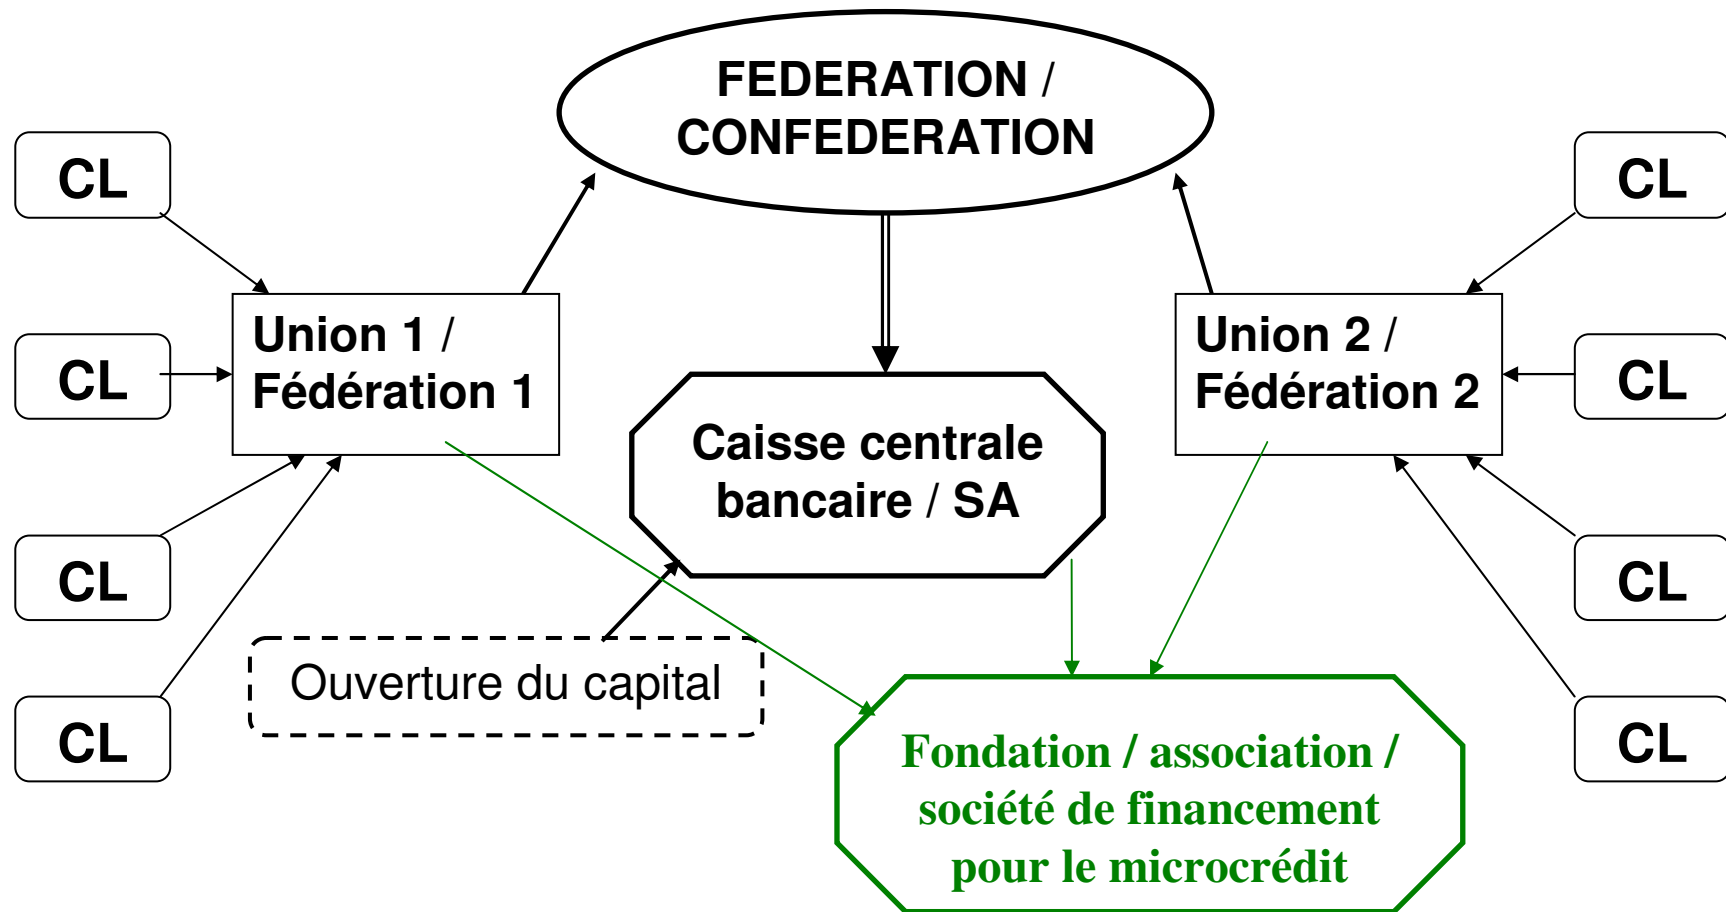 FEDERATION /
CONFEDERATION
CL
CL
CL
CL
Union 1 /
Fédération 1
Union 2 /
Fédération 2
Caisse centrale
bancaire / SA
CL
CL
CL
CL
Ouverture du capital
Fondation / association /
société de financement
pour le microcrédit